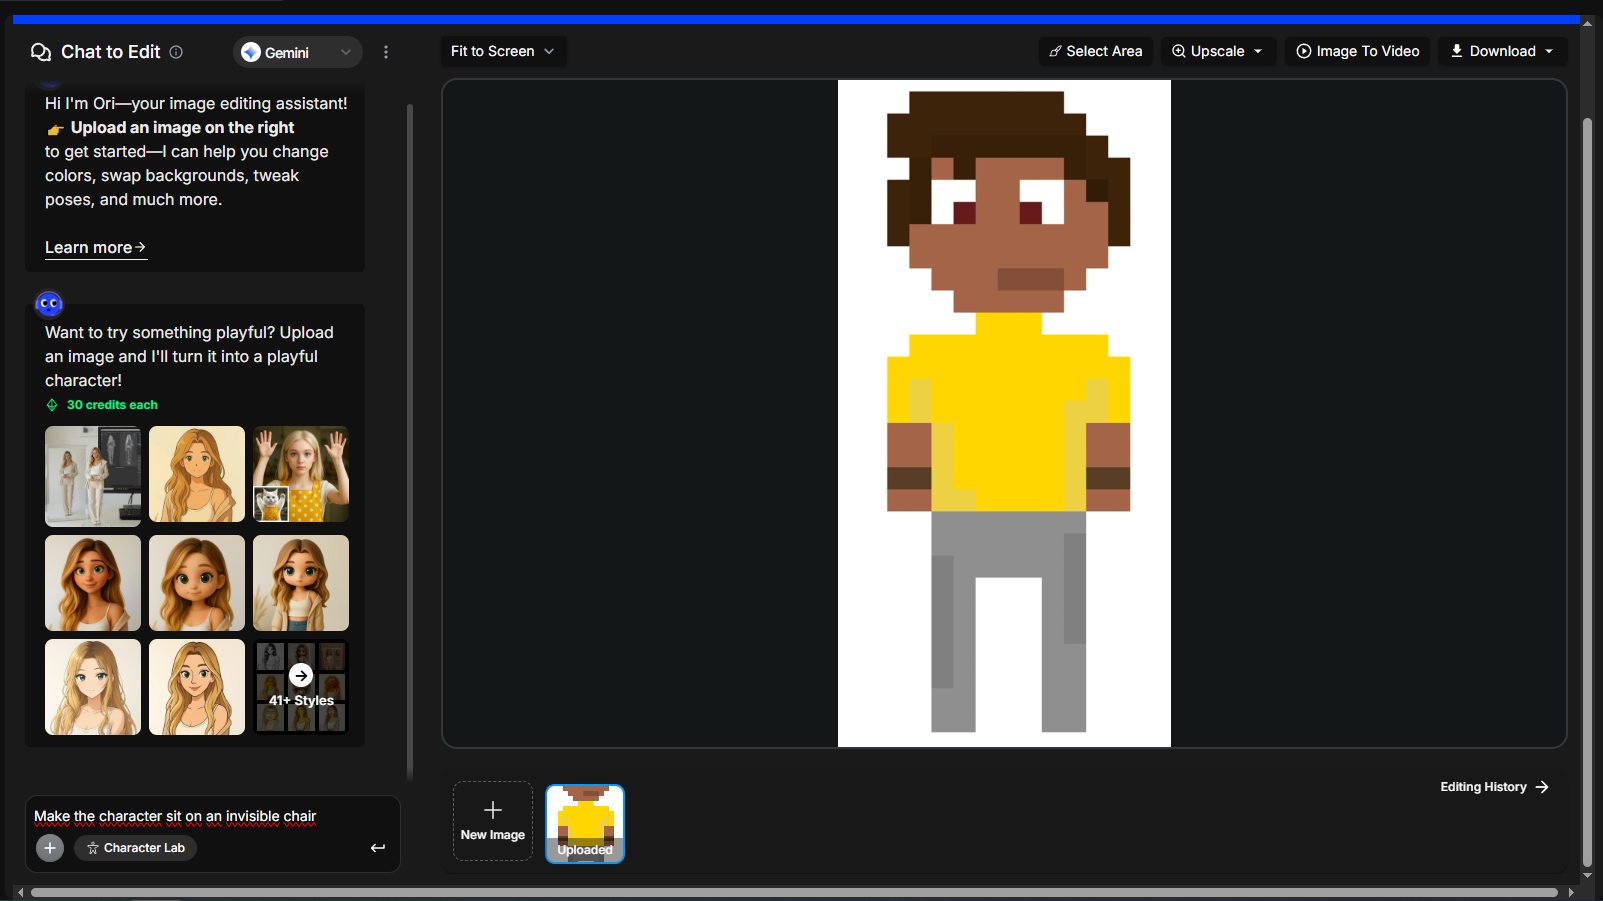 Chat to Edit
Gemini
Fit to Screen
Select Area
Upscale
Image To Video
Download
Hi I'm Ori—your image editing assistant!
👉 Upload an image on the right
to get started—I can help you change
colors, swap backgrounds, tweak
poses, and much more.
Learn more→
Want to try something playful? Upload
an image and I'll turn it into a playful
character!
30 credits each
41+ Styles
Make the character sit on an invisible chair
Character Lab
New Image
Uploaded
Editing History